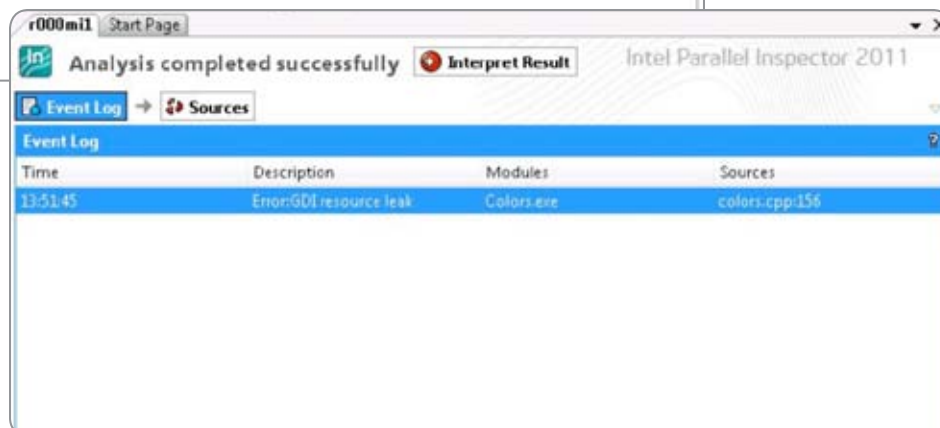 r000mi1 Start Page
In
Analysis completed successfully Interpret Result Intel Parallel Inspector 2011
Event Log Sources
Event Log ?
Time Description Modules Sources
13:51:45 Error:GDI resource leak Colors.exe colors.cpp:156